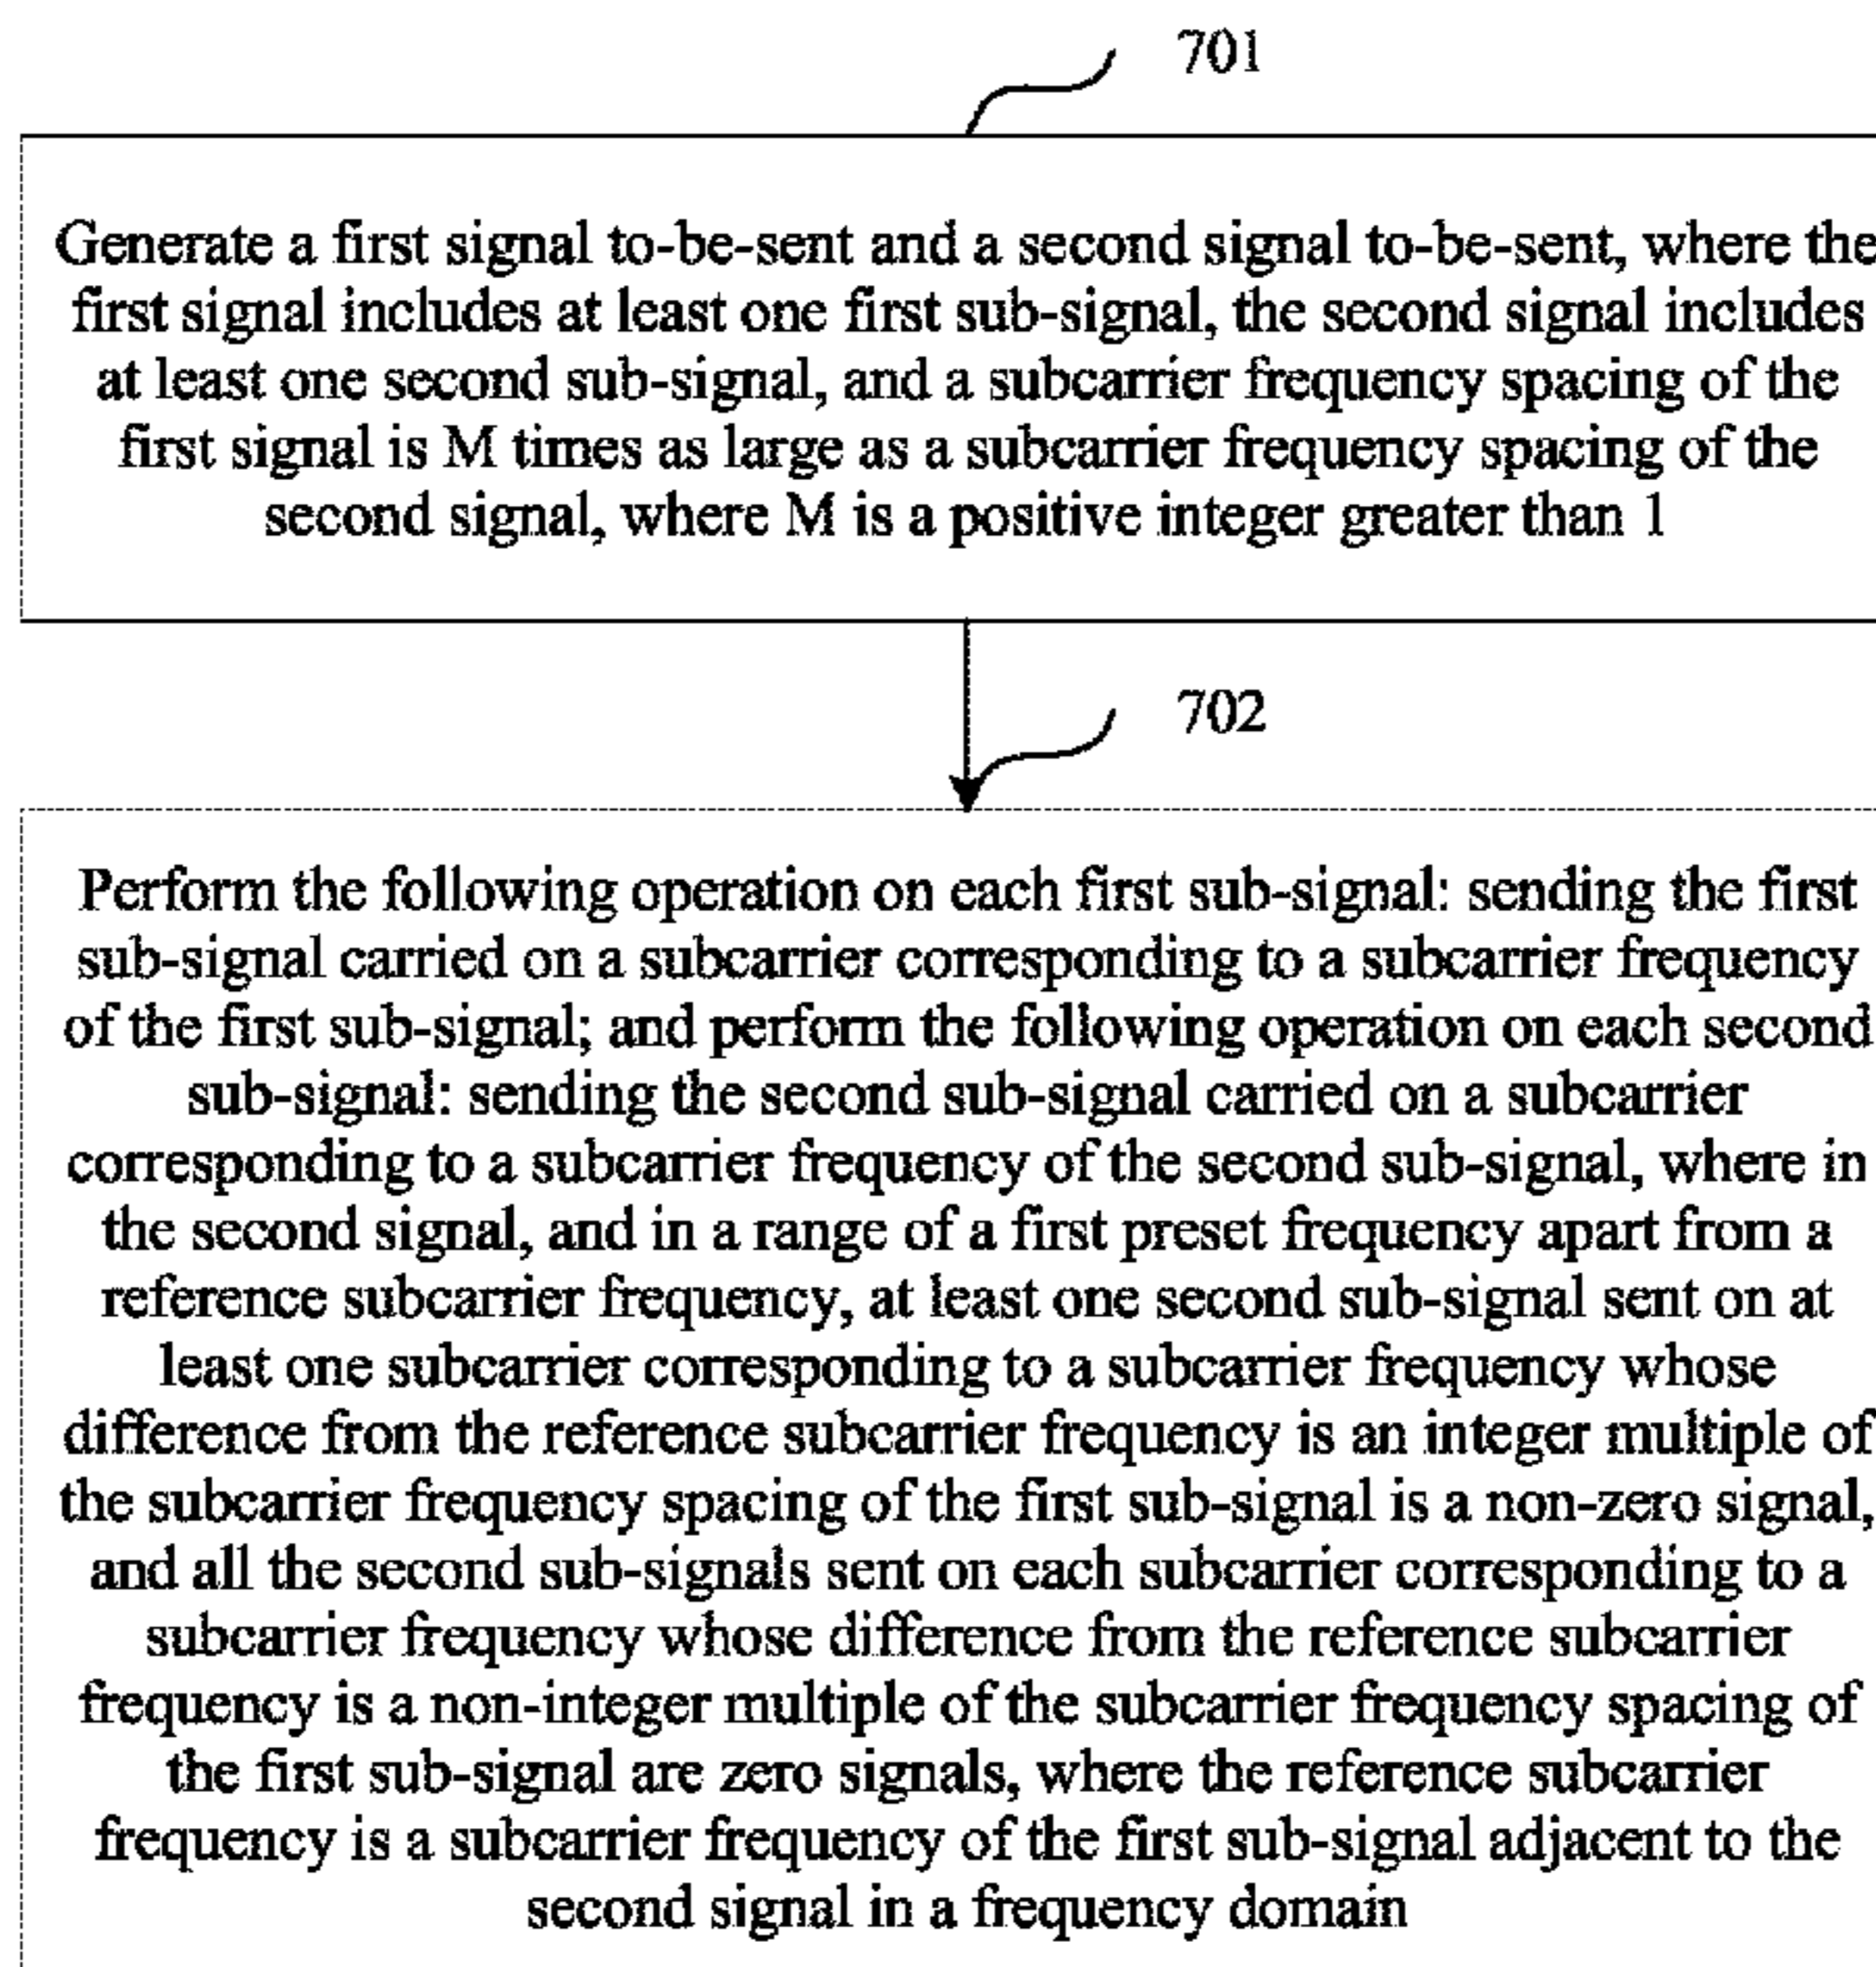 701
Generate a first signal to-be-sent and a second signal to-be-sent, where the
first signal includes at least one first sub-signal, the second signal includes
at least one second sub-signal, and a subcarrier frequency spacing of the
first signal is M times as large as a subcarrier frequency spacing of the
second signal, where M is a positive integer greater than 1
702
Perform the following operation on each first sub-signal: sending the first
sub-signal carried on a subcarrier corresponding to a subcarrier frequency
of the first sub-signal; and perform the following operation on each second
sub-signal: sending the second sub-signal carried on a subcarrier
corresponding to a subcarrier frequency of the second sub-signal, where in
the second signal, and in a range of a first preset frequency apart from a
reference subcarrier frequency, at least one second sub-signal sent on at
least one subcarrier corresponding to a subcarrier frequency whose
difference from the reference subcarrier frequency is an integer multiple of
the subcarrier frequency spacing of the first sub-signal is a non-zero signal,
and all the second sub-signals sent on each subcarrier corresponding to a
subcarrier frequency whose difference from the reference subcarrier
frequency is a non-integer multiple of the subcarrier frequency spacing of
the first sub-signal are zero signals, where the reference subcarrier
frequency is a subcarrier frequency of the first sub-signal adjacent to the
second signal in a frequency domain